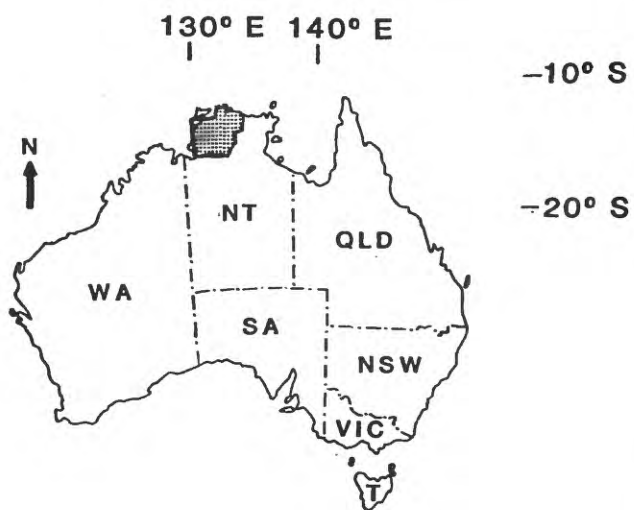 130° E 140° E
–10° S
N
–20° S
NT
QLD
WA
SA
NSW
VIC
T